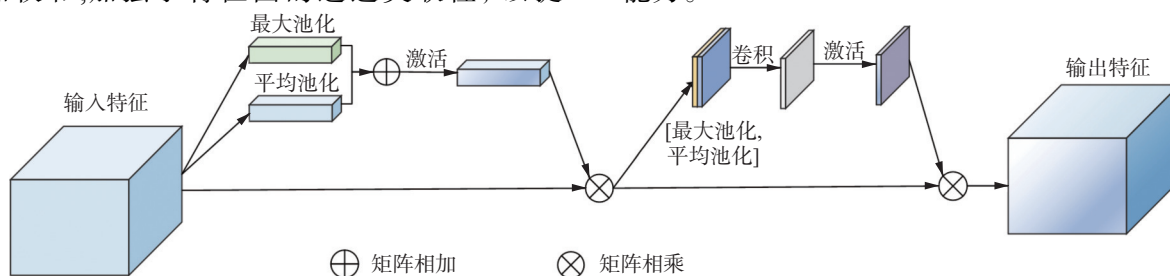 能力。
最大池化
激活
平均池化
输入特征
卷积
激活
[最大池化,
平均池化]
输出特征
矩阵相加
矩阵相乘